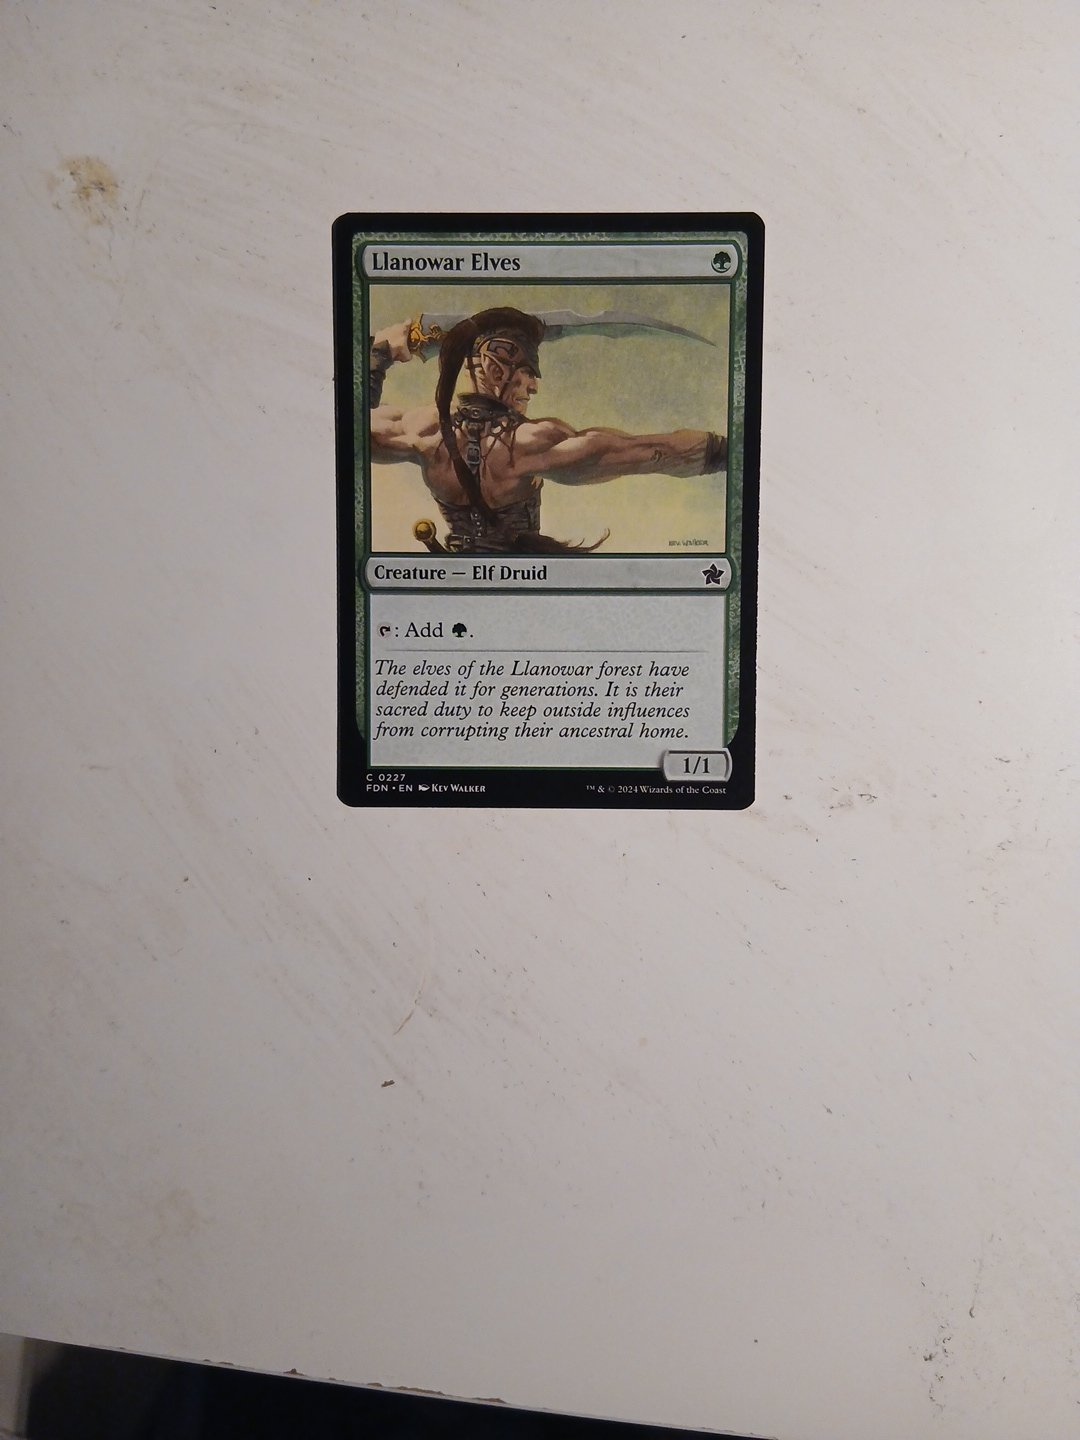 Llanowar Elves
Creature — Elf Druid
: Add .
The elves of the Llanowar forest have
defended it for generations. It is their
sacred duty to keep outside influences
from corrupting their ancestral home.
1/1
C 0227
FDN • EN Kev Walker
™ & © 2024 Wizards of the Coast